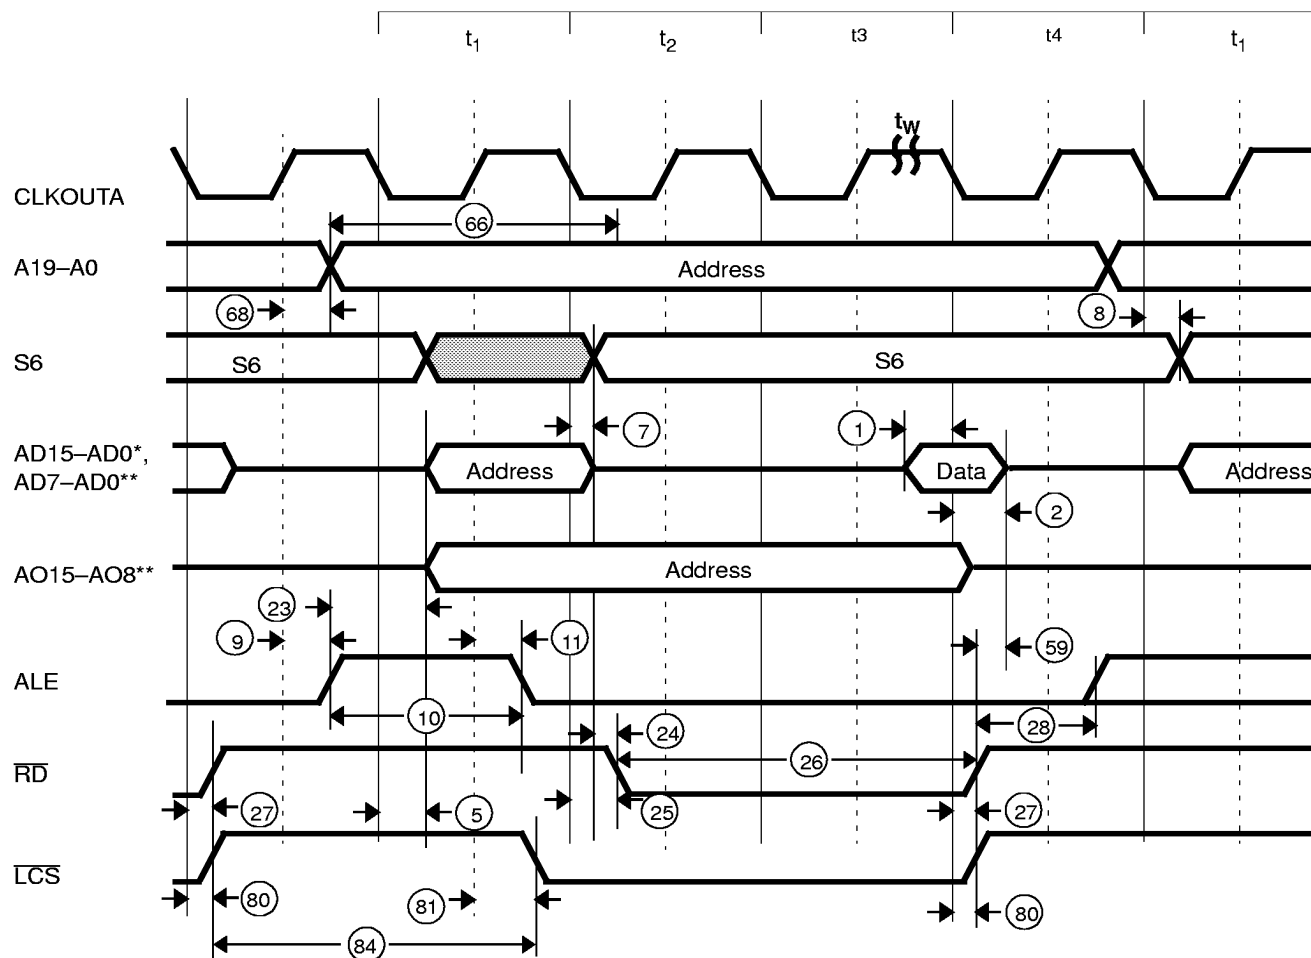 t1 t2 t3 t4 t1
tW
CLKOUTA
66
A19–A0 Address
68 8
S6 S6 S6
7 1
AD15–AD0*, Address Data Address
AD7–AD0**
2
AO15–AO8** Address
23
9 11 59
ALE
10 28
24
RD 26
27 5 25 27
LCS
80 81 80
84